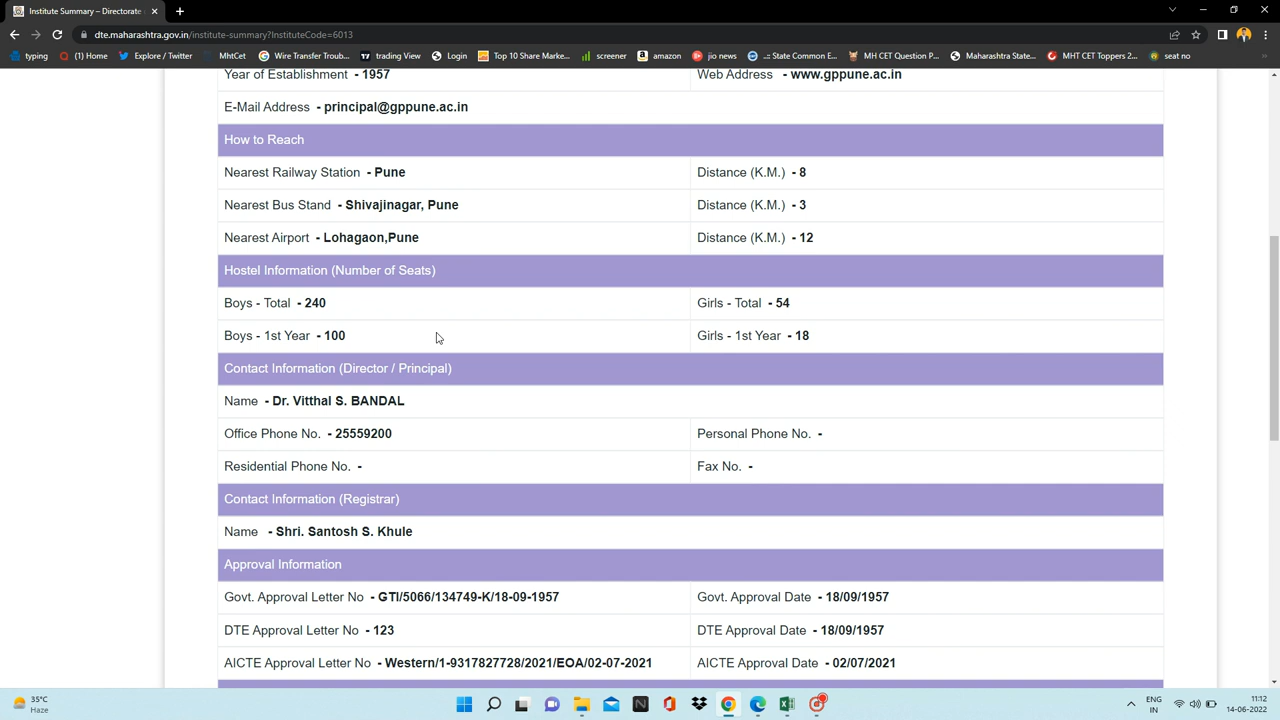 Institute Summary – Directorate
dte.maharashtra.gov.in/institute-summary?InstituteCode=6013
typing (1) Home Explore / Twitter MhtCet Wire Transfer Troub... trading View Login Top 10 Share Marke... screener amazon jio news ..:: State Common E... MH CET Question P... Maharashtra State... MHT CET Toppers 2... seat no
Year of Establishment - 1957 Web Address - www.gppune.ac.in
E-Mail Address - principal@gppune.ac.in
How to Reach
Nearest Railway Station - Pune Distance (K.M.) - 8
Nearest Bus Stand - Shivajinagar, Pune Distance (K.M.) - 3
Nearest Airport - Lohagaon,Pune Distance (K.M.) - 12
Hostel Information (Number of Seats)
Boys - Total - 240 Girls - Total - 54
Boys - 1st Year - 100 Girls - 1st Year - 18
Contact Information (Director / Principal)
Name - Dr. Vitthal S. BANDAL
Office Phone No. - 25559200 Personal Phone No. -
Residential Phone No. - Fax No. -
Contact Information (Registrar)
Name - Shri. Santosh S. Khule
Approval Information
Govt. Approval Letter No - GTI/5066/134749-K/18-09-1957 Govt. Approval Date - 18/09/1957
DTE Approval Letter No - 123 DTE Approval Date - 18/09/1957
AICTE Approval Letter No - Western/1-9317827728/2021/EOA/02-07-2021 AICTE Approval Date - 02/07/2021
35°C ENG 11:12
Haze IN 14-06-2022